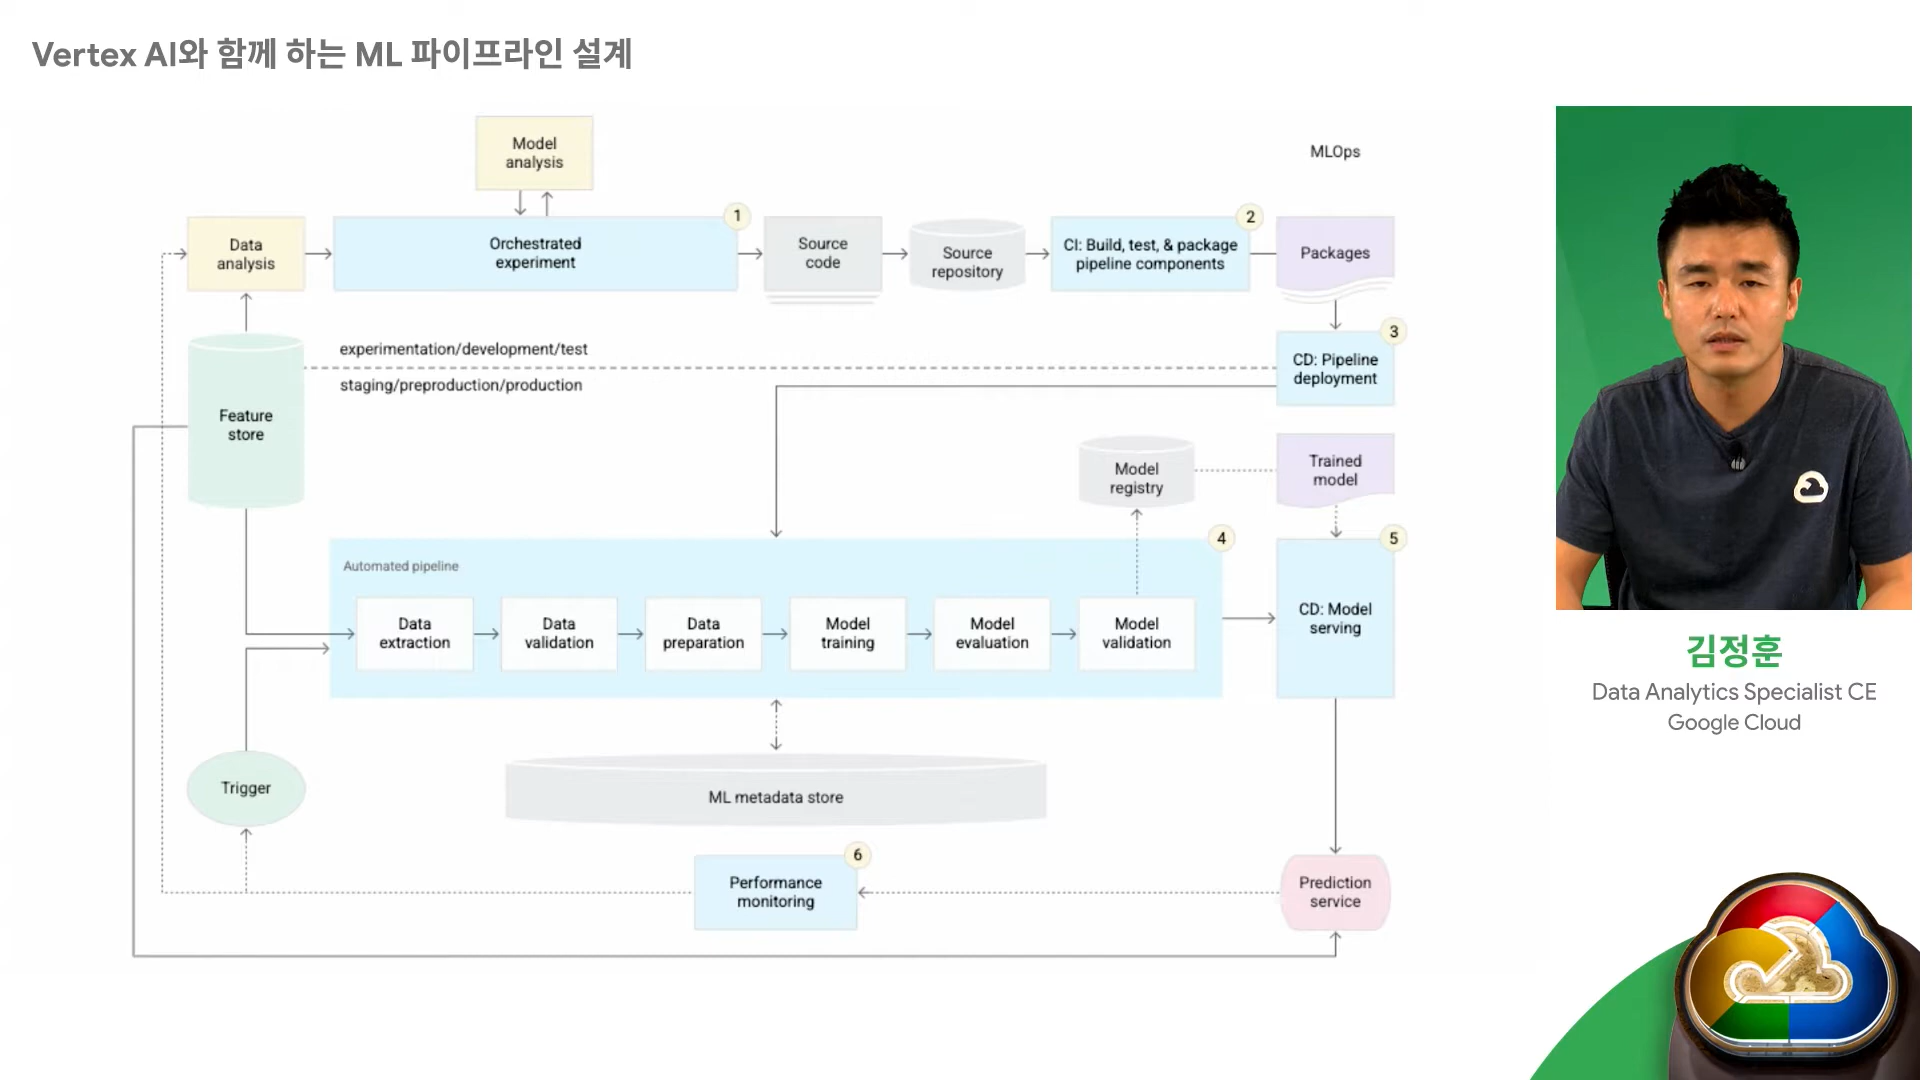 Vertex AI와 함께 하는 ML 파이프라인 설계
Model
analysis
MLOps
1
2
Data
analysis
Orchestrated
experiment
Source
code
Source
repository
CI: Build, test, & package
pipeline components
Packages
3
experimentation/development/test
staging/preproduction/production
CD: Pipeline
deployment
Feature
store
Model
registry
Trained
model
4
5
Automated pipeline
Data
extraction
Data
validation
Data
preparation
Model
training
Model
evaluation
Model
validation
CD: Model
serving
Trigger
ML metadata store
6
Performance
monitoring
Prediction
service
김정훈
Data Analytics Specialist CE
Google Cloud